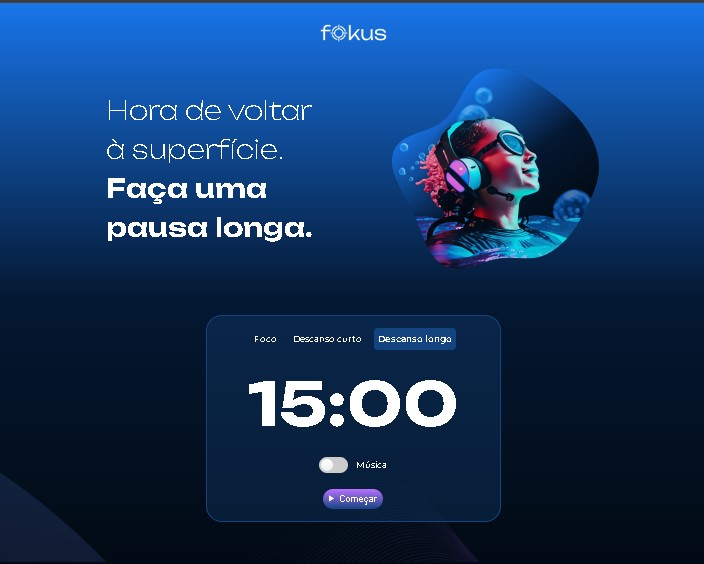 fokus
Hora de voltar
à superfície.
Faça uma
pausa longa.
Foco Descanso curto Descanso longo
15:00
Música
Começar